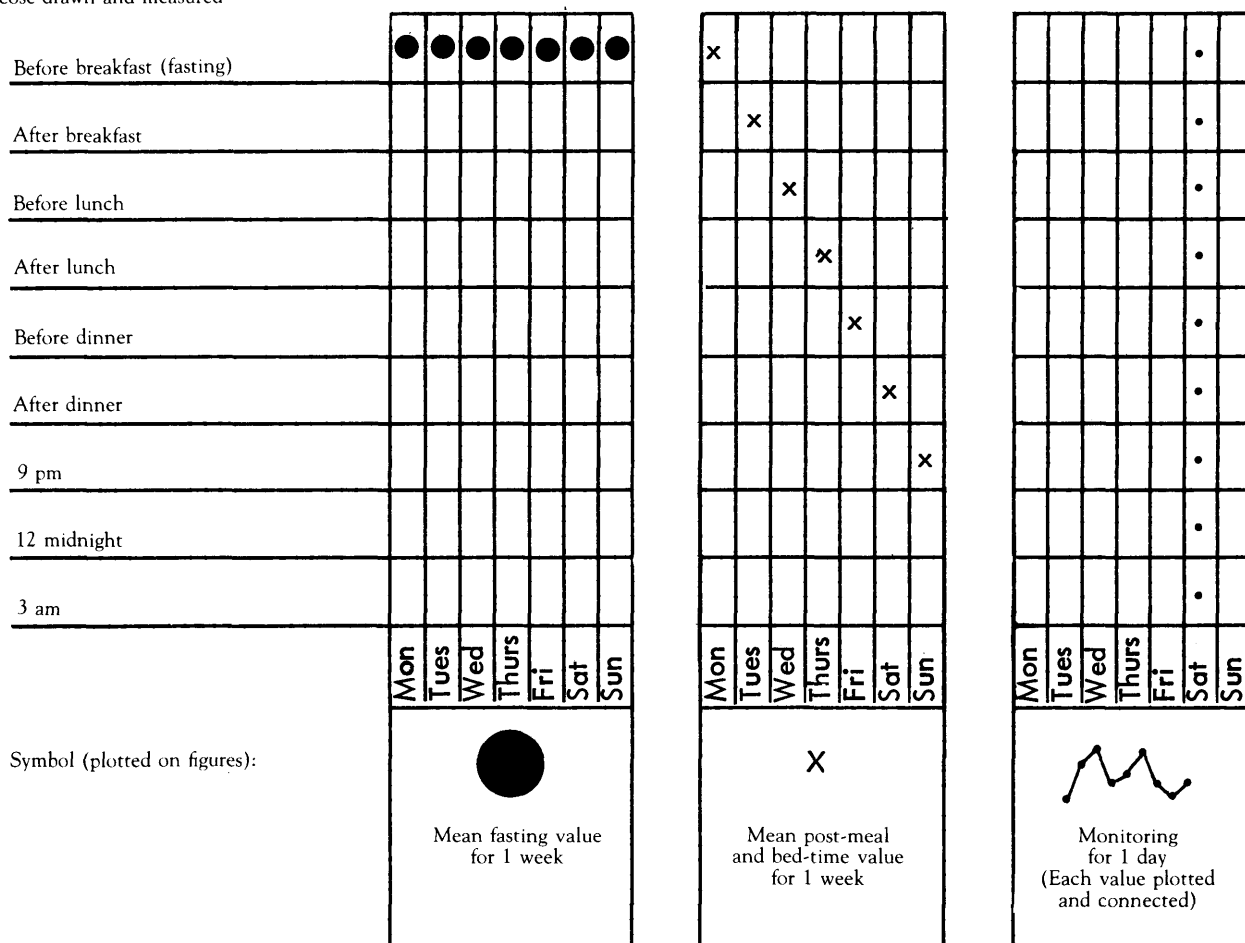 drawn and measured
Before breakfast (fasting)
After breakfast
Before lunch
After lunch
Before dinner
After dinner
9 pm
12 midnight
3 am
Mon Tues Wed Thurs Fri Sat Sun
Mon Tues Wed Thurs Fri Sat Sun
Mon Tues Wed Thurs Fri Sat Sun
Symbol (plotted on figures):
X
Mean fasting value
for 1 week
Mean post-meal
and bed-time value
for 1 week
Monitoring
for 1 day
(Each value plotted
and connected)